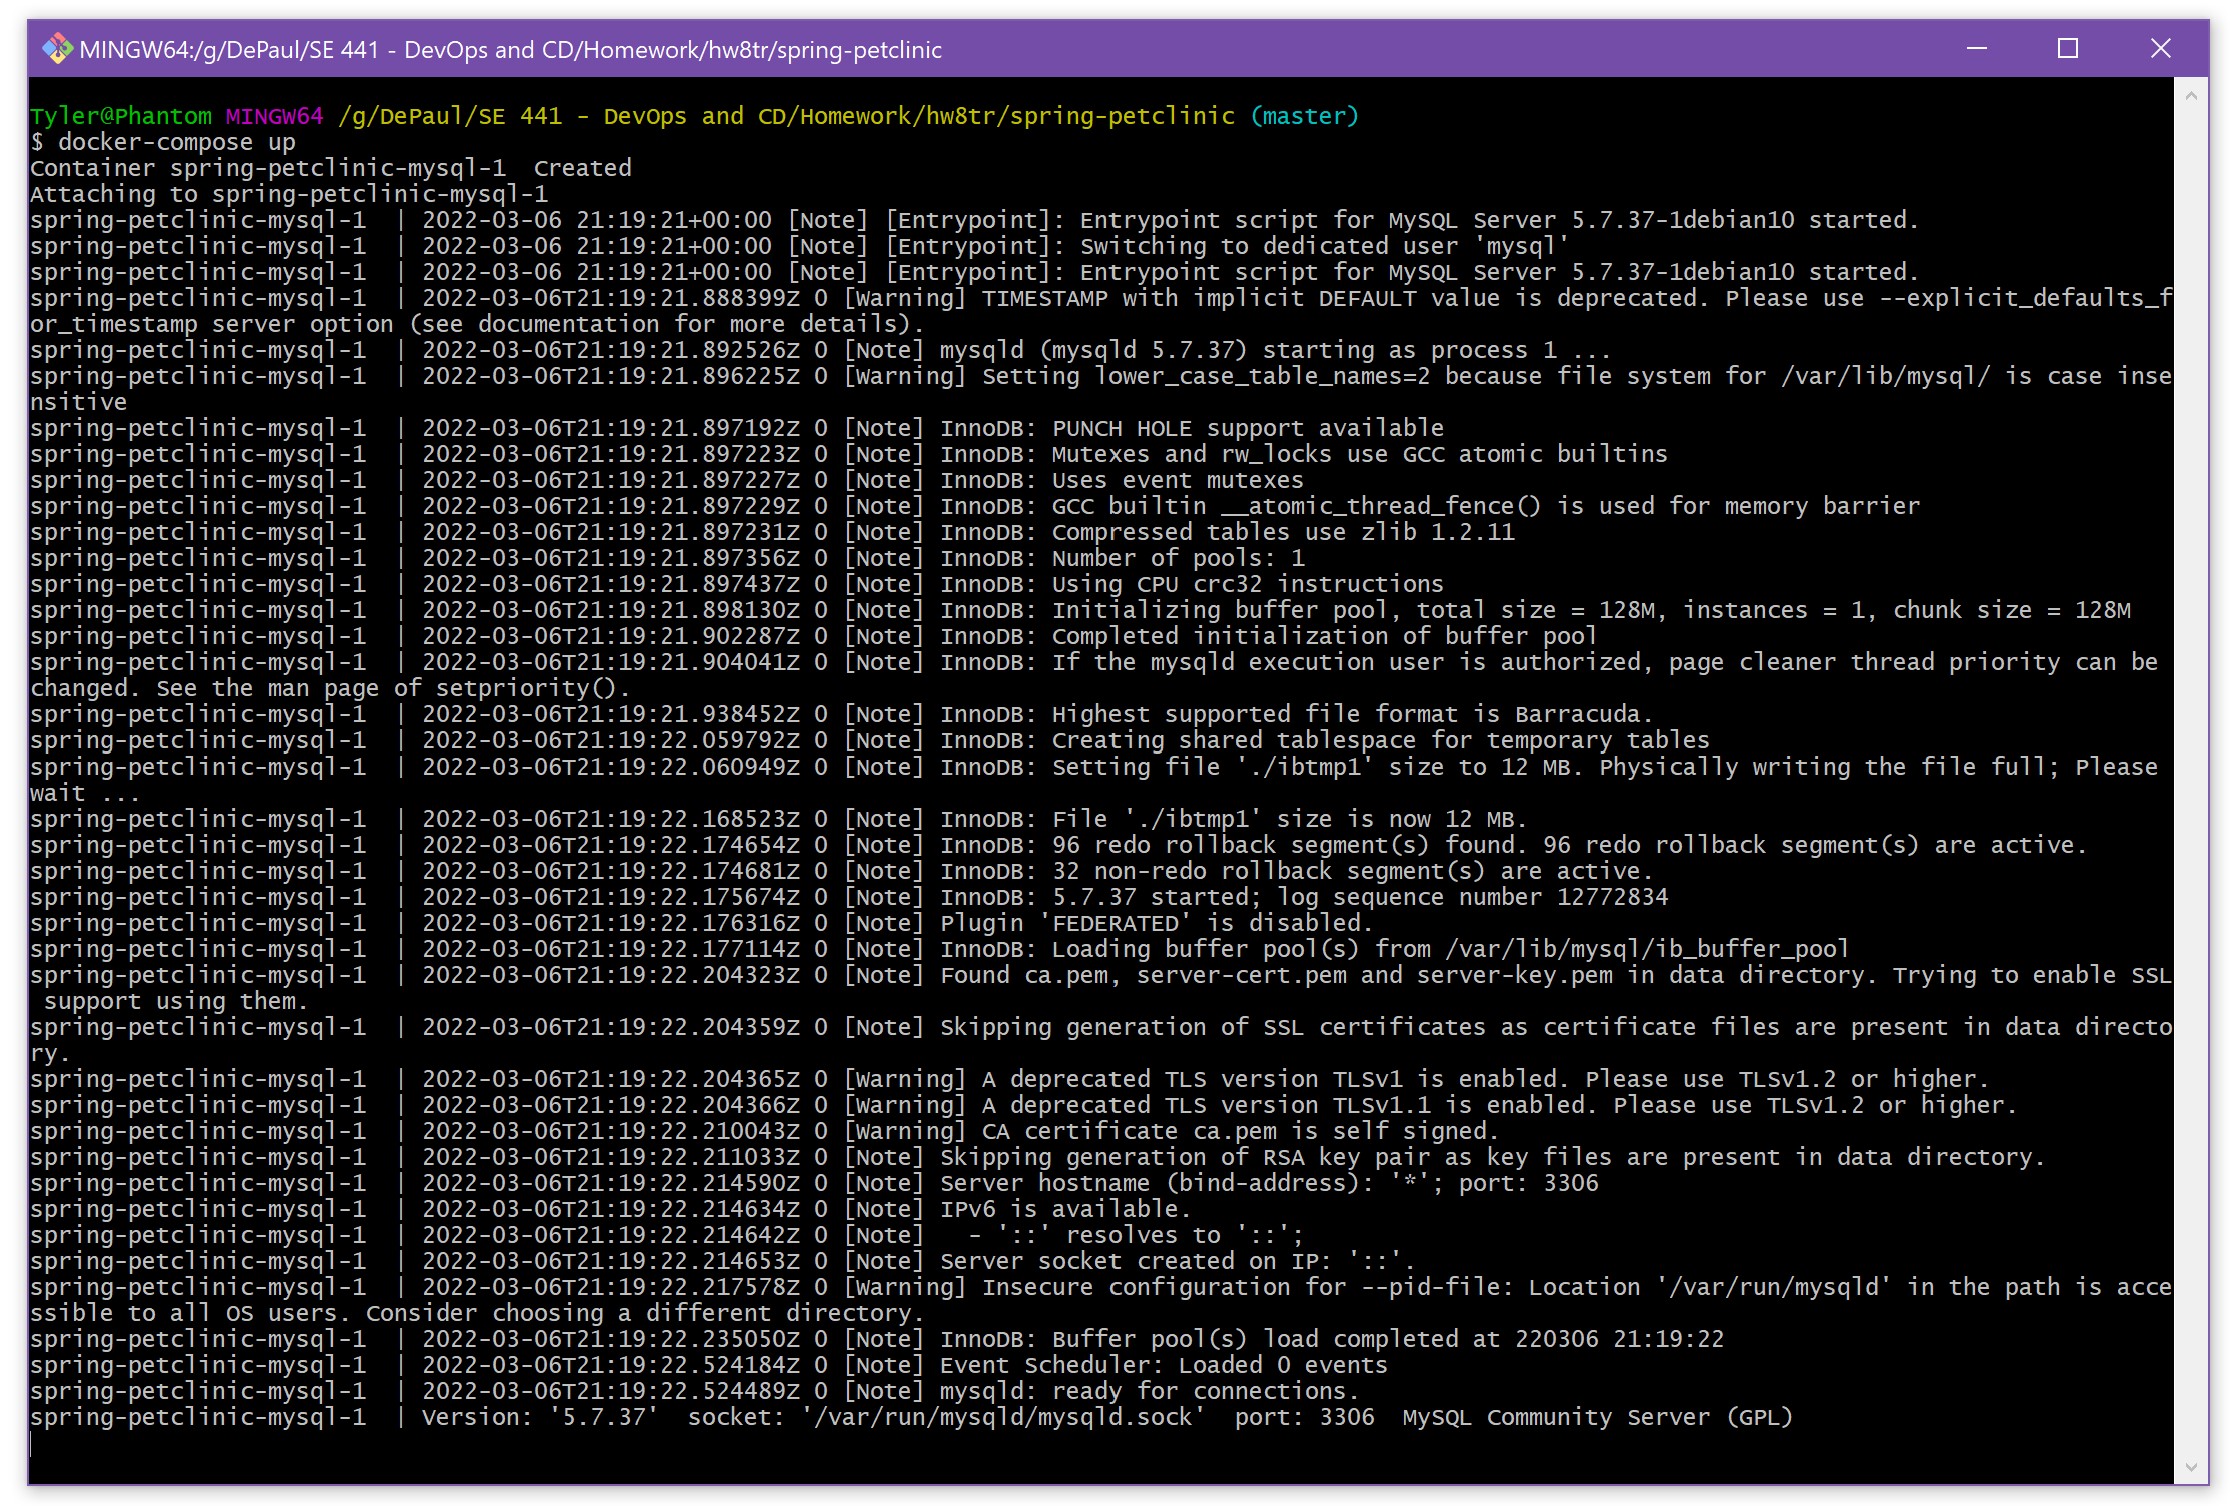 MINGW64:/g/DePaul/SE 441 - DevOps and CD/Homework/hw8tr/spring-petclinic
Tyler@Phantom MINGW64 /g/DePaul/SE 441 - DevOps and CD/Homework/hw8tr/spring-petclinic (master)
$ docker-compose up
Container spring-petclinic-mysql-1  Created
Attaching to spring-petclinic-mysql-1
spring-petclinic-mysql-1  | 2022-03-06 21:19:21+00:00 [Note] [Entrypoint]: Entrypoint script for MySQL Server 5.7.37-1debian10 started.
spring-petclinic-mysql-1  | 2022-03-06 21:19:21+00:00 [Note] [Entrypoint]: Switching to dedicated user 'mysql'
spring-petclinic-mysql-1  | 2022-03-06 21:19:21+00:00 [Note] [Entrypoint]: Entrypoint script for MySQL Server 5.7.37-1debian10 started.
spring-petclinic-mysql-1  | 2022-03-06T21:19:21.888399Z 0 [Warning] TIMESTAMP with implicit DEFAULT value is deprecated. Please use --explicit_defaults_f
or_timestamp server option (see documentation for more details).
spring-petclinic-mysql-1  | 2022-03-06T21:19:21.892526Z 0 [Note] mysqld (mysqld 5.7.37) starting as process 1 ...
spring-petclinic-mysql-1  | 2022-03-06T21:19:21.896225Z 0 [Warning] Setting lower_case_table_names=2 because file system for /var/lib/mysql/ is case inse
nsitive
spring-petclinic-mysql-1  | 2022-03-06T21:19:21.897192Z 0 [Note] InnoDB: PUNCH HOLE support available
spring-petclinic-mysql-1  | 2022-03-06T21:19:21.897223Z 0 [Note] InnoDB: Mutexes and rw_locks use GCC atomic builtins
spring-petclinic-mysql-1  | 2022-03-06T21:19:21.897227Z 0 [Note] InnoDB: Uses event mutexes
spring-petclinic-mysql-1  | 2022-03-06T21:19:21.897229Z 0 [Note] InnoDB: GCC builtin __atomic_thread_fence() is used for memory barrier
spring-petclinic-mysql-1  | 2022-03-06T21:19:21.897231Z 0 [Note] InnoDB: Compressed tables use zlib 1.2.11
spring-petclinic-mysql-1  | 2022-03-06T21:19:21.897356Z 0 [Note] InnoDB: Number of pools: 1
spring-petclinic-mysql-1  | 2022-03-06T21:19:21.897437Z 0 [Note] InnoDB: Using CPU crc32 instructions
spring-petclinic-mysql-1  | 2022-03-06T21:19:21.898130Z 0 [Note] InnoDB: Initializing buffer pool, total size = 128M, instances = 1, chunk size = 128M
spring-petclinic-mysql-1  | 2022-03-06T21:19:21.902287Z 0 [Note] InnoDB: Completed initialization of buffer pool
spring-petclinic-mysql-1  | 2022-03-06T21:19:21.904041Z 0 [Note] InnoDB: If the mysqld execution user is authorized, page cleaner thread priority can be
changed. See the man page of setpriority().
spring-petclinic-mysql-1  | 2022-03-06T21:19:21.938452Z 0 [Note] InnoDB: Highest supported file format is Barracuda.
spring-petclinic-mysql-1  | 2022-03-06T21:19:22.059792Z 0 [Note] InnoDB: Creating shared tablespace for temporary tables
spring-petclinic-mysql-1  | 2022-03-06T21:19:22.060949Z 0 [Note] InnoDB: Setting file './ibtmp1' size to 12 MB. Physically writing the file full; Please
wait ...
spring-petclinic-mysql-1  | 2022-03-06T21:19:22.168523Z 0 [Note] InnoDB: File './ibtmp1' size is now 12 MB.
spring-petclinic-mysql-1  | 2022-03-06T21:19:22.174654Z 0 [Note] InnoDB: 96 redo rollback segment(s) found. 96 redo rollback segment(s) are active.
spring-petclinic-mysql-1  | 2022-03-06T21:19:22.174681Z 0 [Note] InnoDB: 32 non-redo rollback segment(s) are active.
spring-petclinic-mysql-1  | 2022-03-06T21:19:22.175674Z 0 [Note] InnoDB: 5.7.37 started; log sequence number 12772834
spring-petclinic-mysql-1  | 2022-03-06T21:19:22.176316Z 0 [Note] Plugin 'FEDERATED' is disabled.
spring-petclinic-mysql-1  | 2022-03-06T21:19:22.177114Z 0 [Note] InnoDB: Loading buffer pool(s) from /var/lib/mysql/ib_buffer_pool
spring-petclinic-mysql-1  | 2022-03-06T21:19:22.204323Z 0 [Note] Found ca.pem, server-cert.pem and server-key.pem in data directory. Trying to enable SSL
 support using them.
spring-petclinic-mysql-1  | 2022-03-06T21:19:22.204359Z 0 [Note] Skipping generation of SSL certificates as certificate files are present in data directo
ry.
spring-petclinic-mysql-1  | 2022-03-06T21:19:22.204365Z 0 [Warning] A deprecated TLS version TLSv1 is enabled. Please use TLSv1.2 or higher.
spring-petclinic-mysql-1  | 2022-03-06T21:19:22.204366Z 0 [Warning] A deprecated TLS version TLSv1.1 is enabled. Please use TLSv1.2 or higher.
spring-petclinic-mysql-1  | 2022-03-06T21:19:22.210043Z 0 [Warning] CA certificate ca.pem is self signed.
spring-petclinic-mysql-1  | 2022-03-06T21:19:22.211033Z 0 [Note] Skipping generation of RSA key pair as key files are present in data directory.
spring-petclinic-mysql-1  | 2022-03-06T21:19:22.214590Z 0 [Note] Server hostname (bind-address): '*'; port: 3306
spring-petclinic-mysql-1  | 2022-03-06T21:19:22.214634Z 0 [Note] IPv6 is available.
spring-petclinic-mysql-1  | 2022-03-06T21:19:22.214642Z 0 [Note]   - '::' resolves to '::';
spring-petclinic-mysql-1  | 2022-03-06T21:19:22.214653Z 0 [Note] Server socket created on IP: '::'.
spring-petclinic-mysql-1  | 2022-03-06T21:19:22.217578Z 0 [Warning] Insecure configuration for --pid-file: Location '/var/run/mysqld' in the path is acce
ssible to all OS users. Consider choosing a different directory.
spring-petclinic-mysql-1  | 2022-03-06T21:19:22.235050Z 0 [Note] InnoDB: Buffer pool(s) load completed at 220306 21:19:22
spring-petclinic-mysql-1  | 2022-03-06T21:19:22.524184Z 0 [Note] Event Scheduler: Loaded 0 events
spring-petclinic-mysql-1  | 2022-03-06T21:19:22.524489Z 0 [Note] mysqld: ready for connections.
spring-petclinic-mysql-1  | Version: '5.7.37'  socket: '/var/run/mysqld/mysqld.sock'  port: 3306  MySQL Community Server (GPL)